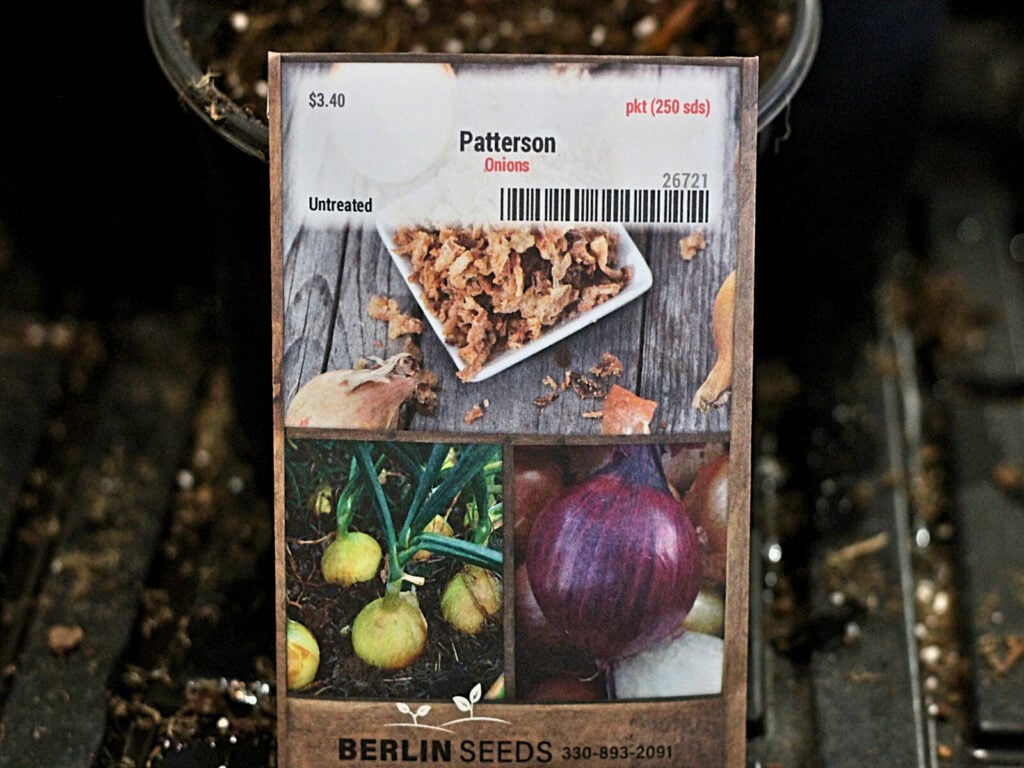 $3.40
pkt (250 sds)
Patterson
Onions
26721
Untreated
BERLIN SEEDS 330-893-2091